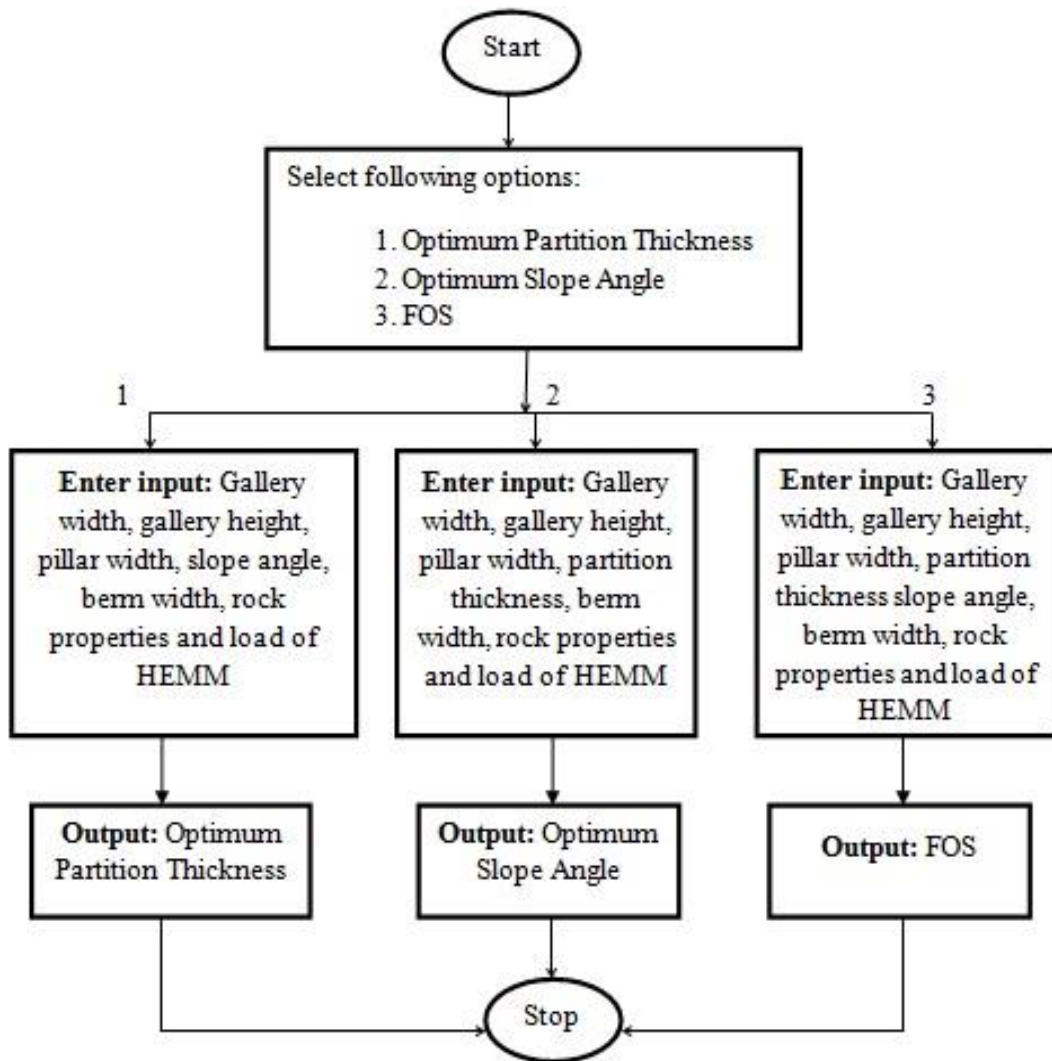 Start
Select following options:
1. Optimum Partition Thickness
2. Optimum Slope Angle
3. FOS
1
2
3
Enter input: Gallery
width, gallery height,
pillar width, slope angle,
berm width, rock
properties and load of
HEMM
Enter input: Gallery
width, gallery height,
pillar width, partition
thickness, berm
width, rock properties
and load of HEMM
Enter input: Gallery
width, gallery height,
pillar width, partition
thickness slope angle,
berm width, rock
properties and load of
HEMM
Output: Optimum
Partition Thickness
Output: Optimum
Slope Angle
Output: FOS
Stop